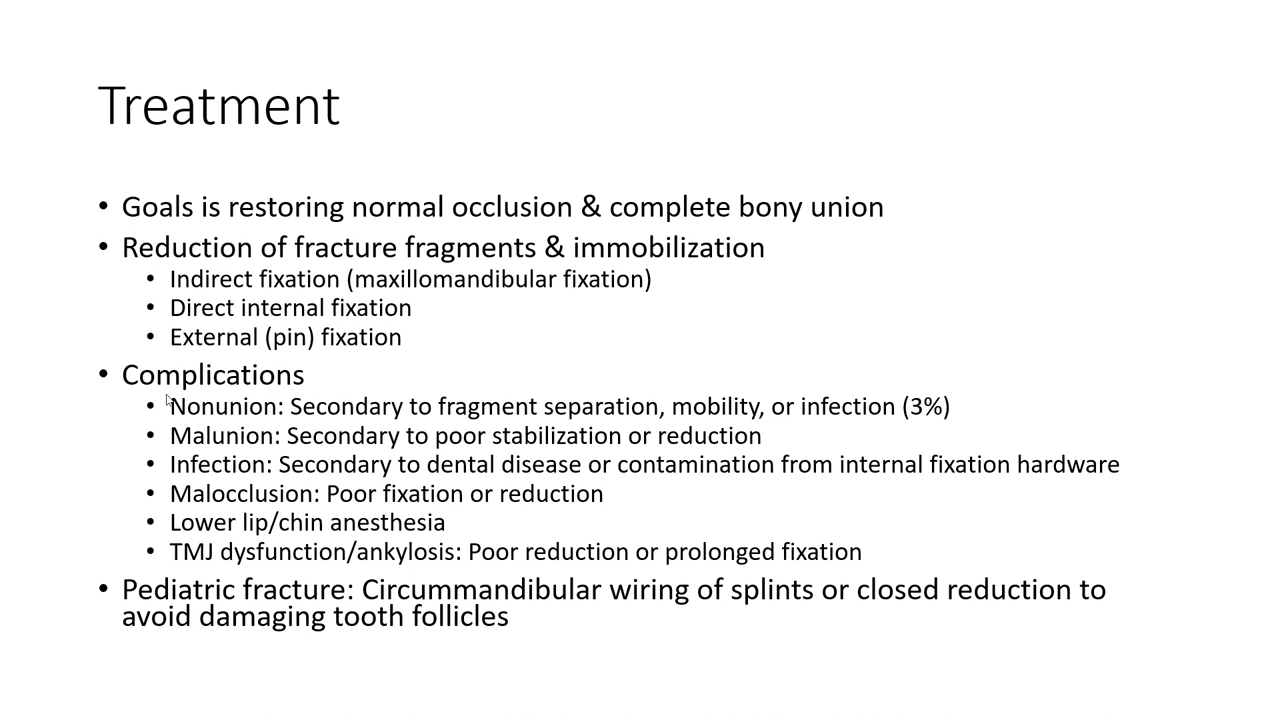 Treatment
• Goals is restoring normal occlusion & complete bony union
• Reduction of fracture fragments & immobilization
• Indirect fixation (maxillomandibular fixation)
• Direct internal fixation
• External (pin) fixation
• Complications
• Nonunion: Secondary to fragment separation, mobility, or infection (3%)
• Malunion: Secondary to poor stabilization or reduction
• Infection: Secondary to dental disease or contamination from internal fixation hardware
• Malocclusion: Poor fixation or reduction
• Lower lip/chin anesthesia
• TMJ dysfunction/ankylosis: Poor reduction or prolonged fixation
• Pediatric fracture: Circummandibular wiring of splints or closed reduction to
avoid damaging tooth follicles